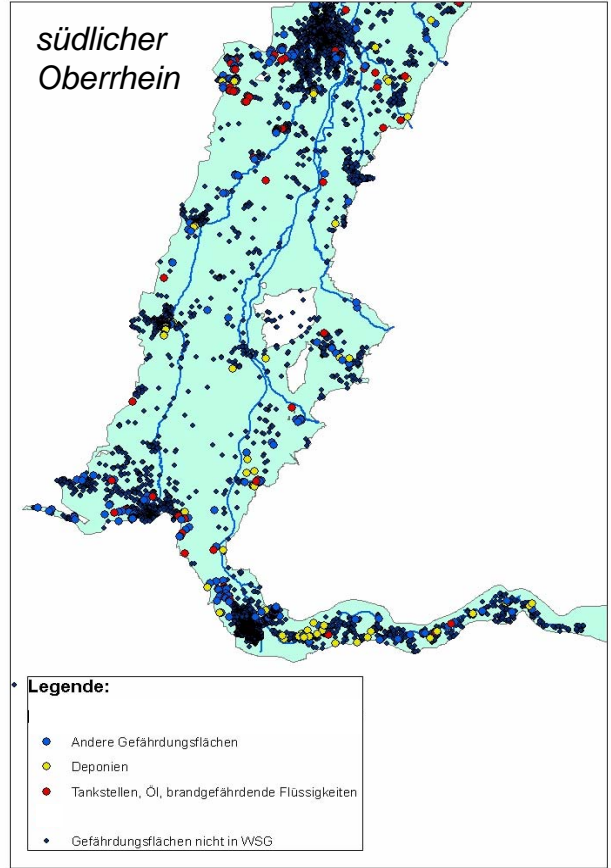 südlicher
Oberrhein
Legende:
Andere Gefährdungsflächen
Deponien
Tankstellen, Öl, brandgefährdende Flüssigkeiten
Gefährdungsflächen nicht in WSG